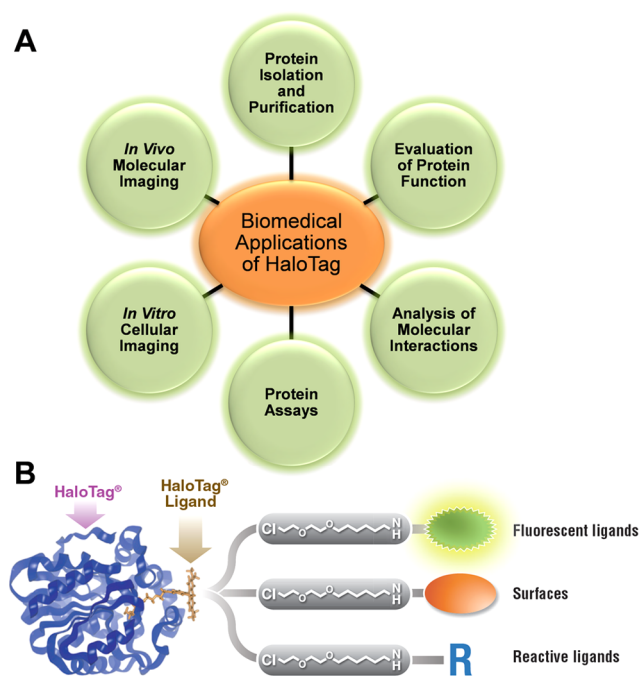 A
Protein
Isolation
and
Purification
In Vivo
Molecular
Imaging
Evaluation
of Protein
Function
Biomedical
Applications
of HaloTag
In Vitro
Cellular
Imaging
Analysis of
Molecular
Interactions
Protein
Assays
B
HaloTag®
HaloTag®
Ligand
Cl O O N H
Fluorescent ligands
Cl O O N H
Surfaces
Cl O O N H
R
Reactive ligands